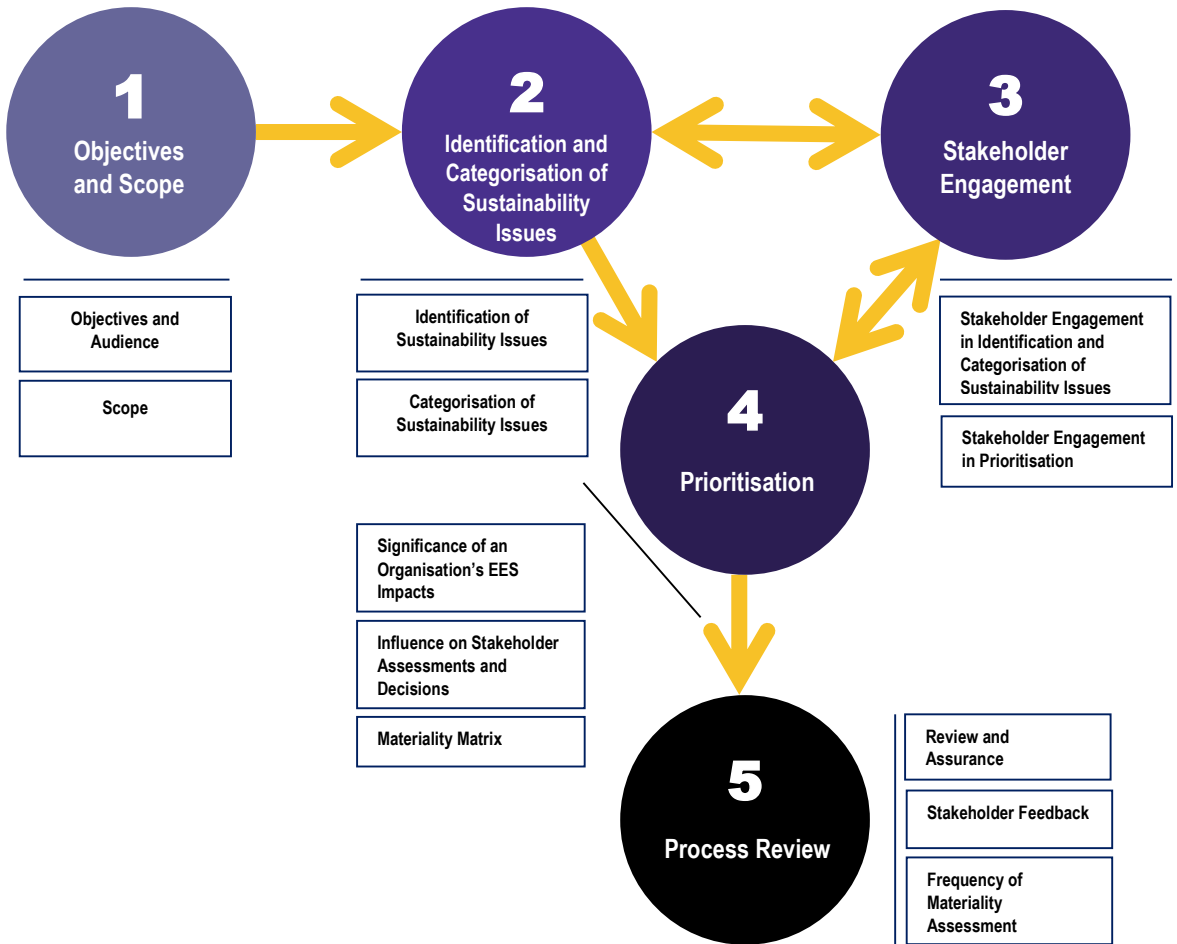 1
Objectives
and Scope
2
Identification and
Categorisation of
Sustainability
Issues
3
Stakeholder
Engagement
Objectives and
Audience
Scope
Identification of
Sustainability Issues
Categorisation of
Sustainability Issues
Stakeholder Engagement
in Identification and
Categorisation of
Sustainability Issues
Stakeholder Engagement
in Prioritisation
4
Prioritisation
Significance of an
Organisation’s EES
Impacts
Influence on Stakeholder
Assessments and
Decisions
Materiality Matrix
5
Process Review
Review and
Assurance
Stakeholder Feedback
Frequency of
Materiality
Assessment